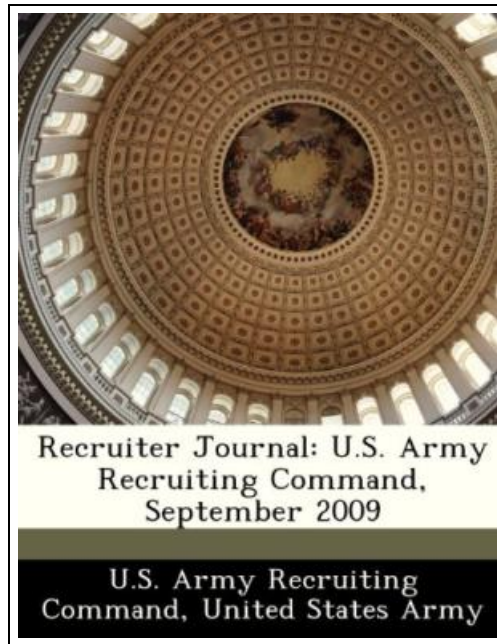 Recruiter Journal: U.S. Army
Recruiting Command,
September 2009
U.S. Army Recruiting
Command, United States Army